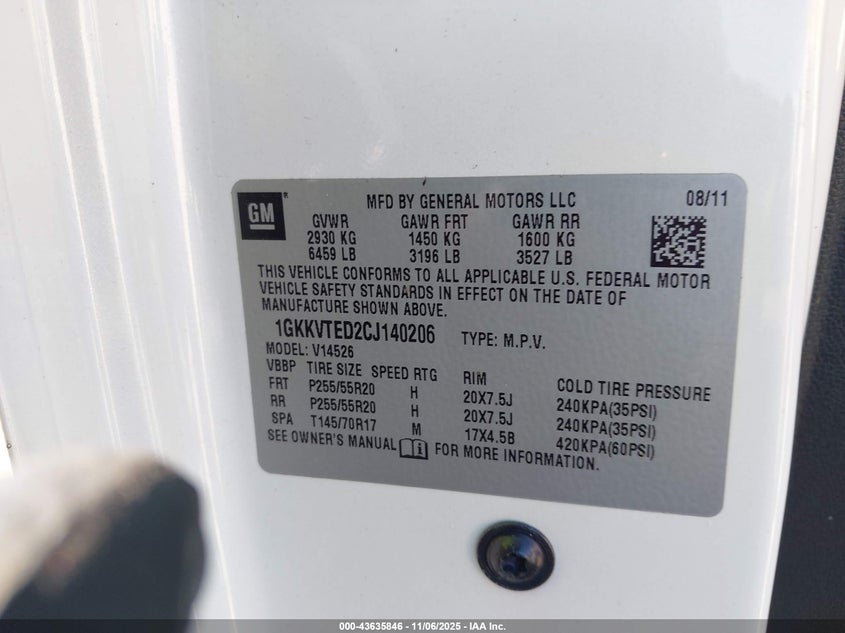 GM®
MFD BY GENERAL MOTORS LLC 08/11
GVWR GAWR FRT GAWR RR
2930 KG 1450 KG 1600 KG
6459 LB 3196 LB 3527 LB
THIS VEHICLE CONFORMS TO ALL APPLICABLE U.S. FEDERAL MOTOR
VEHICLE SAFETY STANDARDS IN EFFECT ON THE DATE OF
MANUFACTURE SHOWN ABOVE.
1GKKVTED2CJ140206 TYPE: M.P.V.
MODEL: V14526
VBBP TIRE SIZE SPEED RTG RIM COLD TIRE PRESSURE
FRT P255/55R20 H 20X7.5J 240KPA(35PSI)
RR P255/55R20 H 20X7.5J 240KPA(35PSI)
SPA T145/70R17 M 17X4.5B 420KPA(60PSI)
SEE OWNER'S MANUAL i FOR MORE INFORMATION.
000-43635846 — 11/06/2025 — IAA Inc.